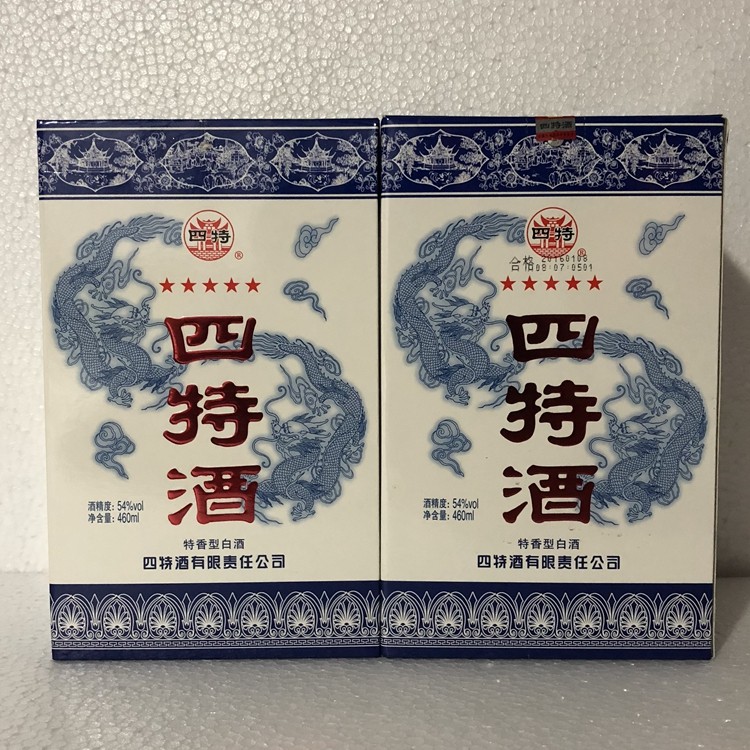 四特
®
★★★★★
四
特
酒
酒精度: 54%vol
净含量: 460ml
特香型白酒
四特酒有限责任公司
四特
®
合格 20160108
08:07:0501
★★★★★
四
特
酒
酒精度: 54%vol
净含量: 460ml
特香型白酒
四特酒有限责任公司